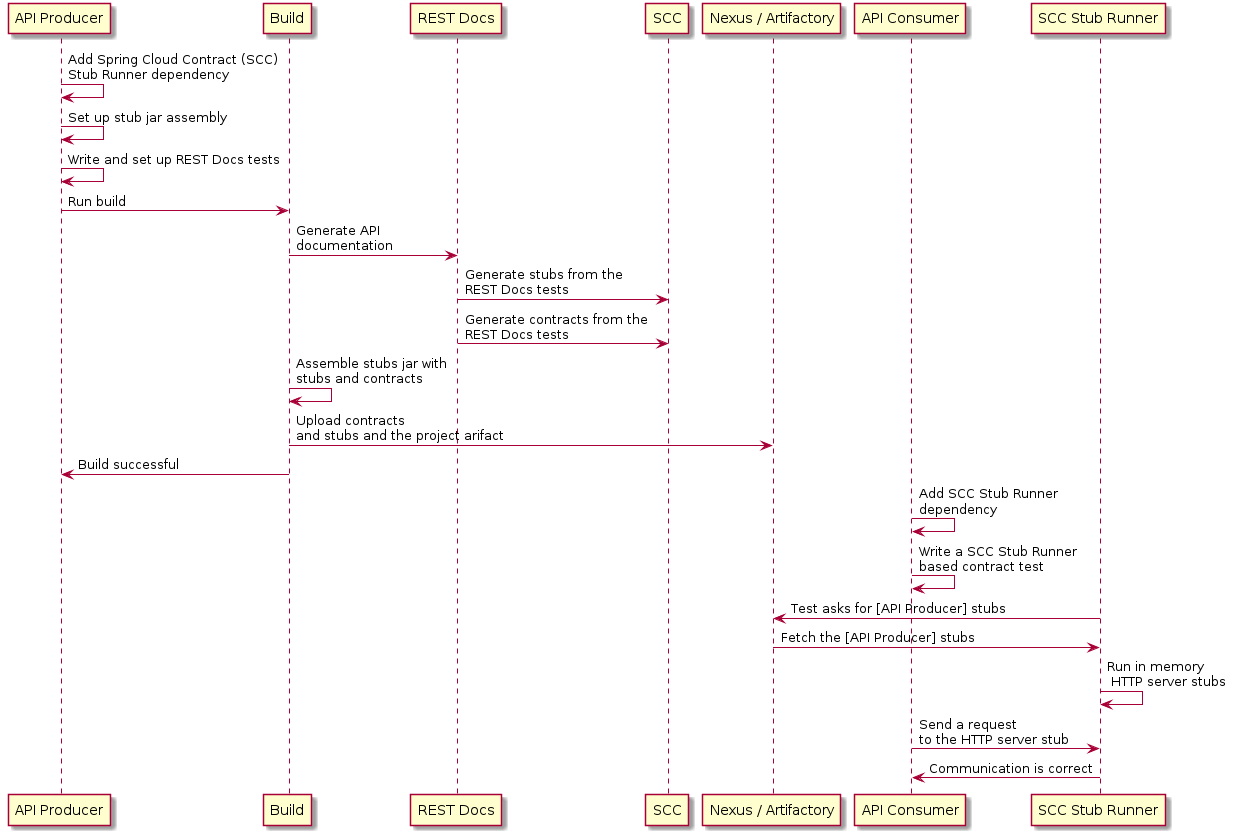 API Producer
Build
REST Docs
SCC
Nexus / Artifactory
API Consumer
SCC Stub Runner
Add Spring Cloud Contract (SCC)
Stub Runner dependency
Set up stub jar assembly
Write and set up REST Docs tests
Run build
Generate API
documentation
Generate stubs from the
REST Docs tests
Generate contracts from the
REST Docs tests
Assemble stubs jar with
stubs and contracts
Upload contracts
and stubs and the project arifact
Build successful
Add SCC Stub Runner
dependency
Write a SCC Stub Runner
based contract test
Test asks for [API Producer] stubs
Fetch the [API Producer] stubs
Run in memory
HTTP server stubs
Send a request
to the HTTP server stub
Communication is correct
API Producer
Build
REST Docs
SCC
Nexus / Artifactory
API Consumer
SCC Stub Runner